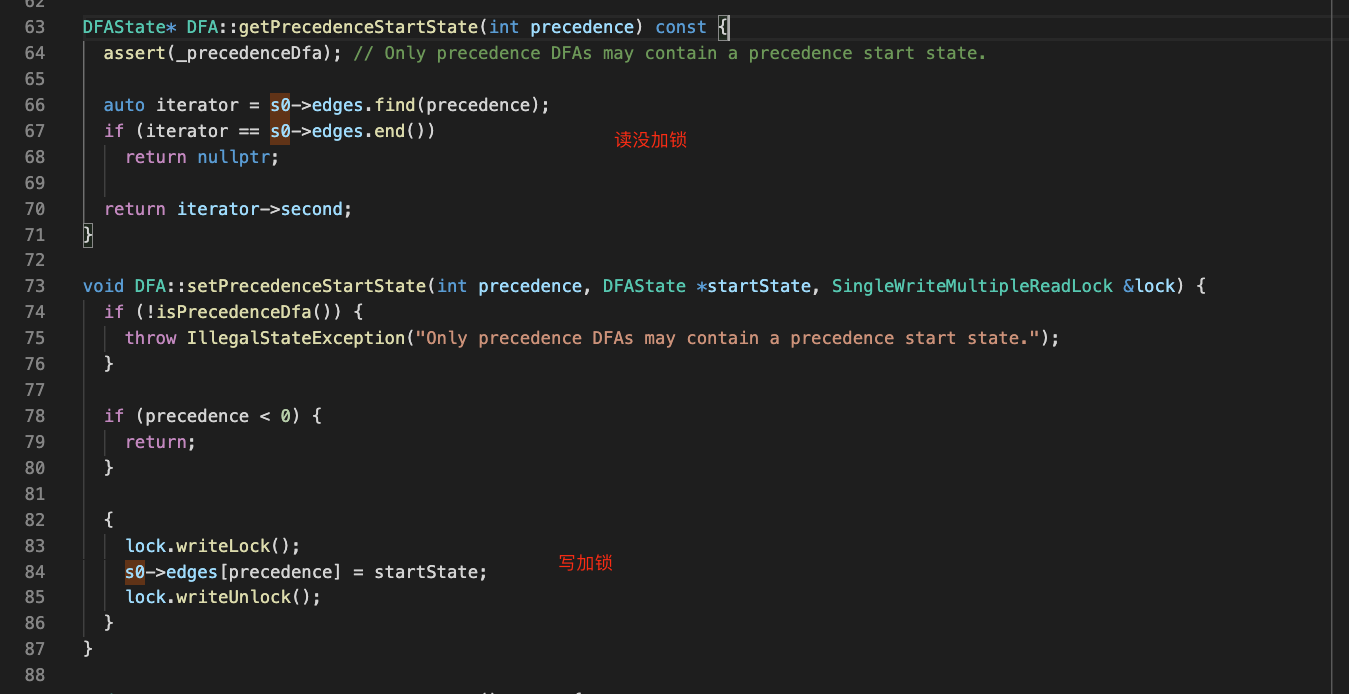 62
63 DFAState* DFA::getPrecedenceStartState(int precedence) const {
64 assert(_precedenceDfa); // Only precedence DFAs may contain a precedence start state.
65
66 auto iterator = s0->edges.find(precedence);
67 if (iterator == s0->edges.end())
读没加锁
68 return nullptr;
69
70 return iterator->second;
71 }
72
73 void DFA::setPrecedenceStartState(int precedence, DFAState *startState, SingleWriteMultipleReadLock &lock) {
74 if (!isPrecedenceDfa()) {
75 throw IllegalStateException("Only precedence DFAs may contain a precedence start state.");
76 }
77
78 if (precedence < 0) {
79 return;
80 }
81
82 {
83 lock.writeLock();
写加锁
84 s0->edges[precedence] = startState;
85 lock.writeUnlock();
86 }
87 }
88